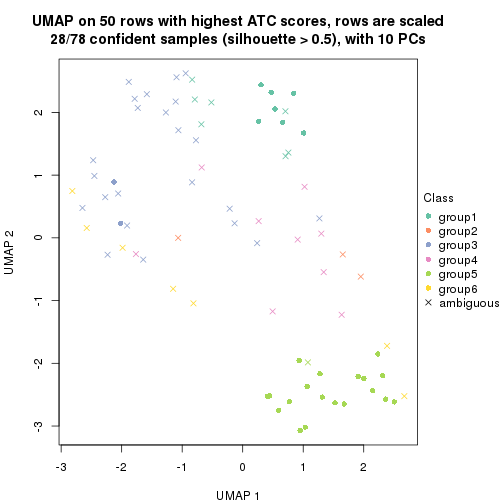 UMAP on 50 rows with highest ATC scores, rows are scaled
28/78 confident samples (silhouette > 0.5), with 10 PCs
UMAP 2
2
1
0
-1
-2
-3
-3
-2
-1
0
1
2
UMAP 1
Class
group1
group2
group3
group4
group5
group6
ambiguous